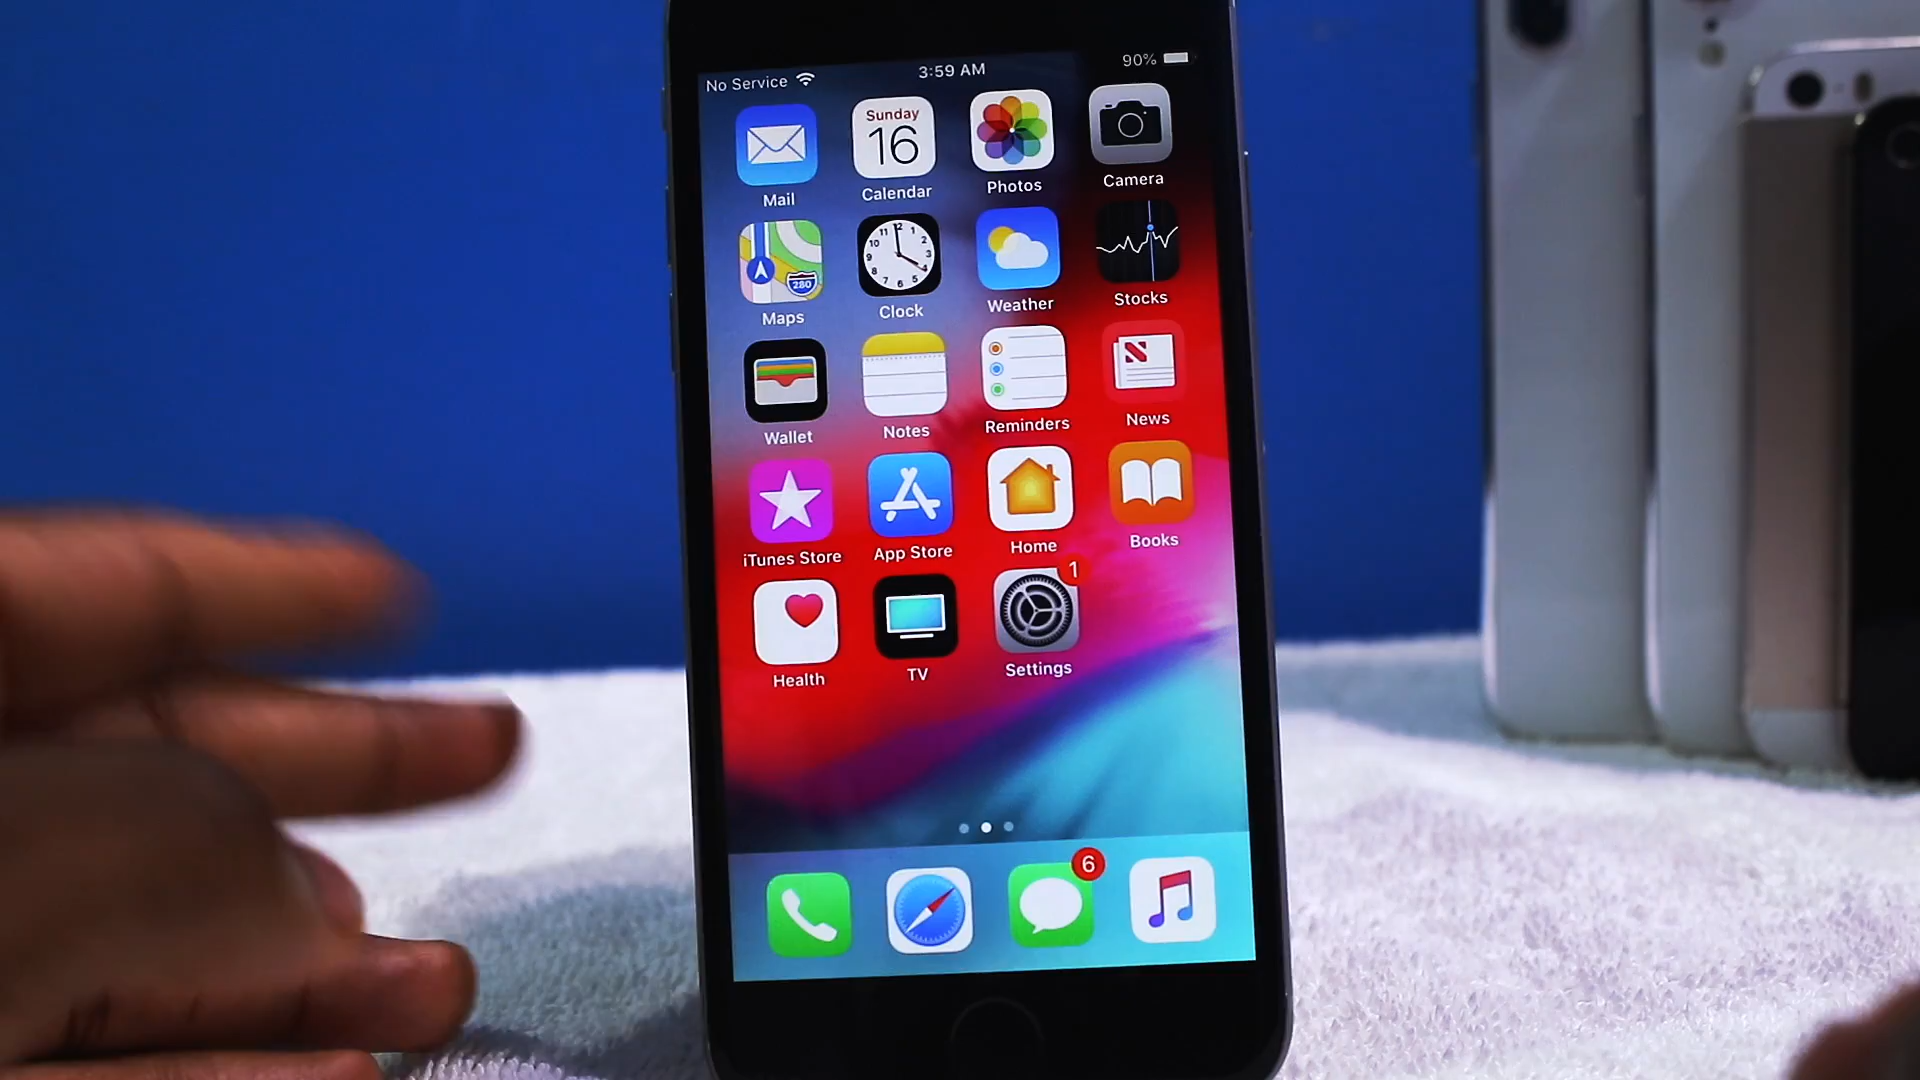 No Service 3:59 AM 90%
Sunday
16
Mail Calendar Photos Camera
280
Maps Clock Weather Stocks
Wallet Notes Reminders News
iTunes Store App Store Home Books
1
Health TV Settings
6